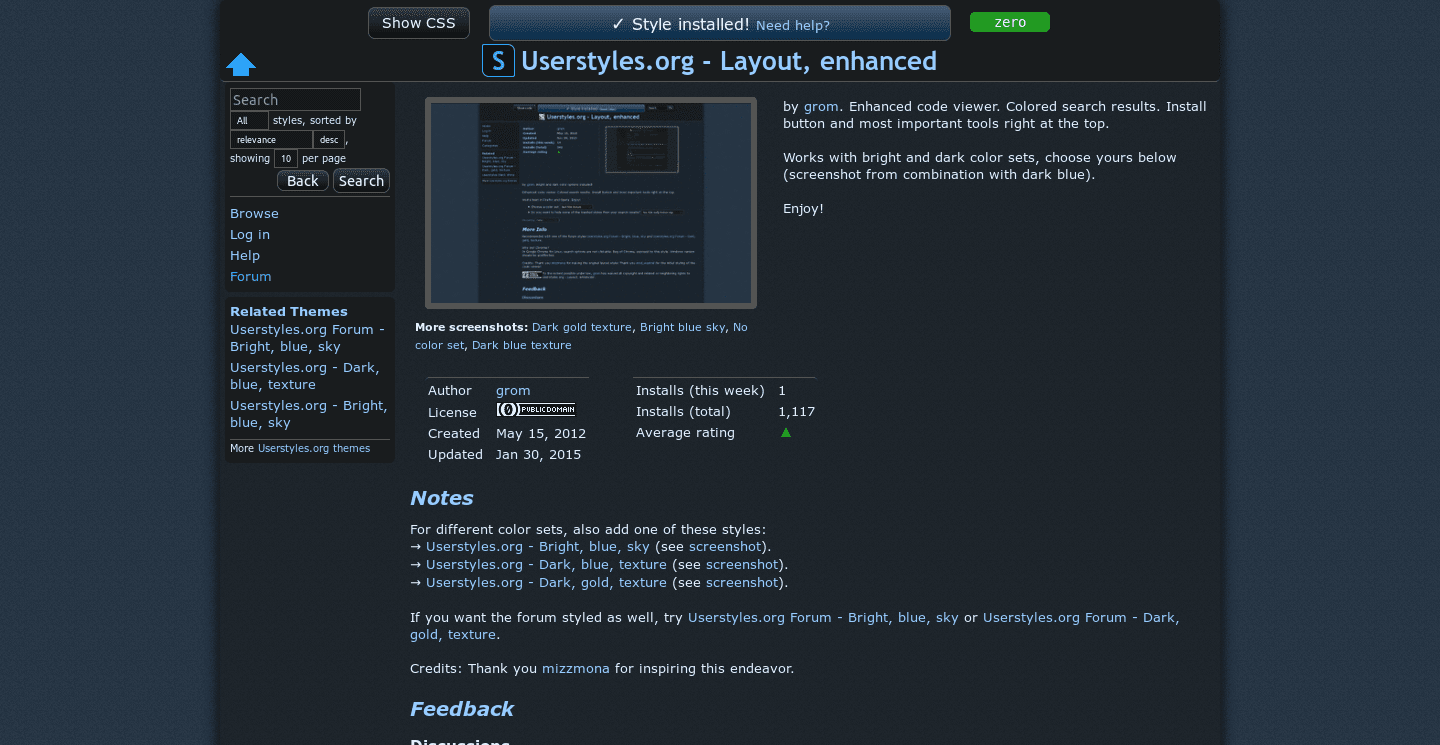 Show CSS
✓ Style installed! Need help?
zero
S Userstyles.org - Layout, enhanced
Search
All styles, sorted by
relevance desc ,
showing 10 per page
Back Search
Browse
Log in
Help
Forum
Related Themes
Userstyles.org Forum -
Bright, blue, sky
Userstyles.org - Dark,
blue, texture
Userstyles.org - Bright,
blue, sky
More Userstyles.org themes
Userstyles.org - Layout, enhanced
More Info
Feedback
by grom. Enhanced code viewer. Colored search results. Install
button and most important tools right at the top.
Works with bright and dark color sets, choose yours below
(screenshot from combination with dark blue).
Enjoy!
More screenshots: Dark gold texture, Bright blue sky, No
color set, Dark blue texture
Author grom
License PUBLIC DOMAIN
Created May 15, 2012
Updated Jan 30, 2015
Installs (this week) 1
Installs (total) 1,117
Average rating ▲
Notes
For different color sets, also add one of these styles:
→ Userstyles.org - Bright, blue, sky (see screenshot).
→ Userstyles.org - Dark, blue, texture (see screenshot).
→ Userstyles.org - Dark, gold, texture (see screenshot).
If you want the forum styled as well, try Userstyles.org Forum - Bright, blue, sky or Userstyles.org Forum - Dark,
gold, texture.
Credits: Thank you mizzmona for inspiring this endeavor.
Feedback
Discussions